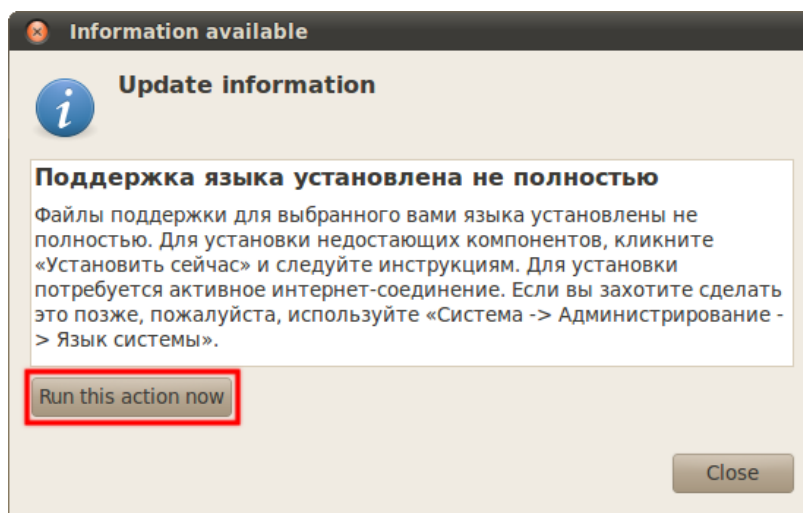 Information available
Update information
Поддержка языка установлена не полностью
Файлы поддержки для выбранного вами языка установлены не
полностью. Для установки недостающих компонентов, кликните
«Установить сейчас» и следуйте инструкциям. Для установки
потребуется активное интернет-соединение. Если вы захотите сделать
это позже, пожалуйста, используйте «Система -> Администрирование -
> Язык системы».
Run this action now
Close